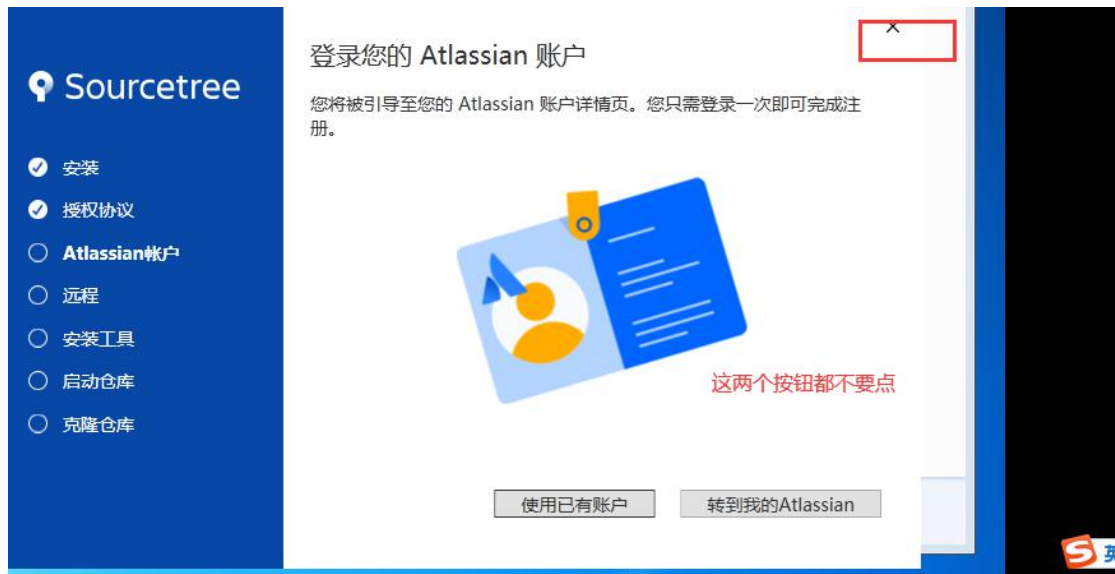 Sourcetree
安装
授权协议
Atlassian帐户
远程
安装工具
启动仓库
克隆仓库
登录您的 Atlassian 账户
您将被引导至您的 Atlassian 账户详情页。您只需登录一次即可完成注
册。
这两个按钮都不要点
使用已有账户
转到我的Atlassian
S